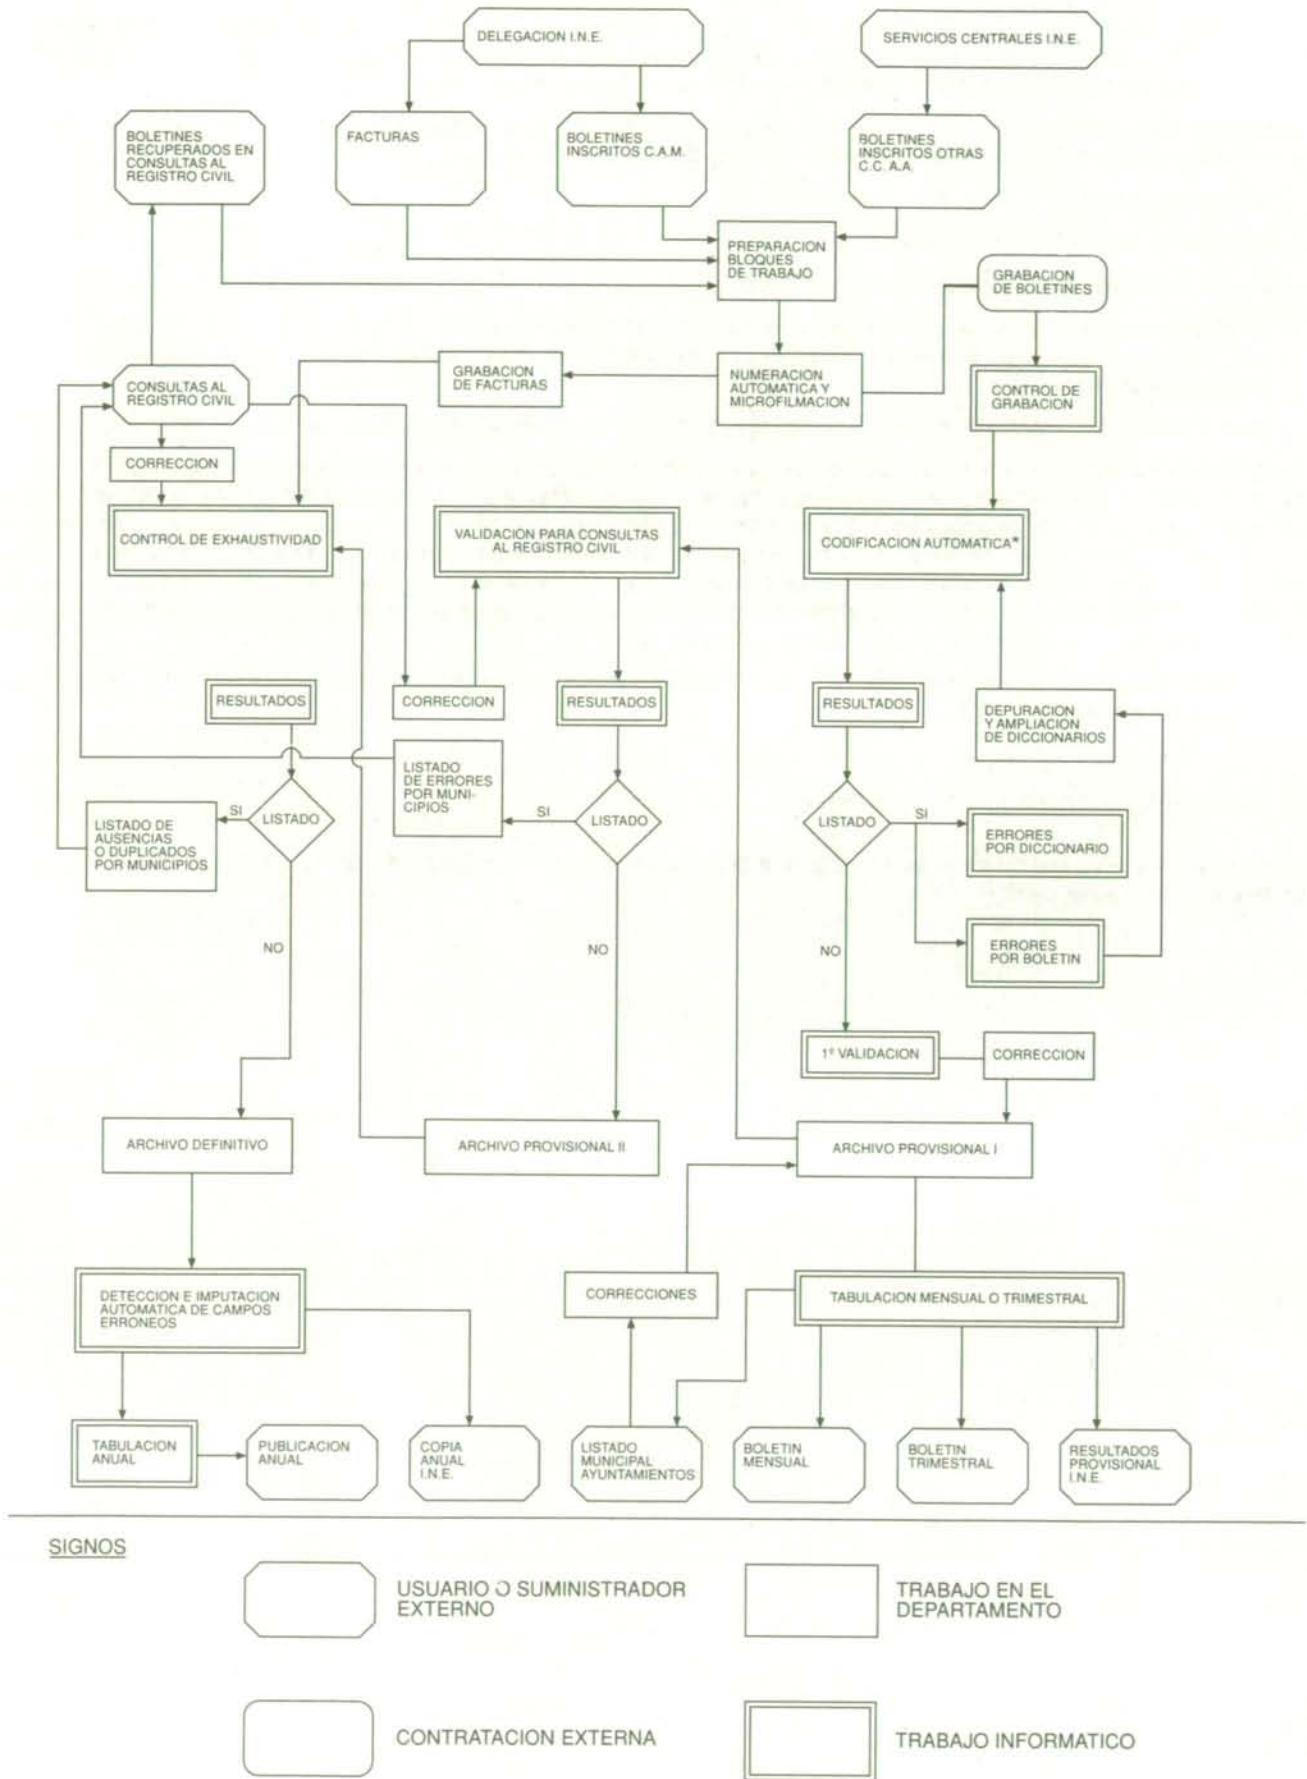 DELEGACION I.N.E.
SERVICIOS CENTRALES I.N.E.
BOLETINES
RECUPERADOS EN
CONSULTAS AL
REGISTRO CIVIL
FACTURAS
BOLETINES
INSCRITOS C.A.M.
BOLETINES
INSCRITOS OTRAS
C.C. A.A.
PREPARACION
BLOQUES
DE TRABAJO
GRABACION
DE BOLETINES
CONSULTAS AL
REGISTRO CIVIL
GRABACION
DE FACTURAS
NUMERACION
AUTOMATICA Y
MICROFILMACION
CONTROL DE
GRABACION
CORRECCION
CONTROL DE EXHAUSTIVIDAD
VALIDACION PARA CONSULTAS
AL REGISTRO CIVIL
CODIFICACION AUTOMATICA*
RESULTADOS
CORRECCION
RESULTADOS
RESULTADOS
DEPURACION
Y AMPLIACION
DE DICCIONARIOS
LISTADO
DE ERRORES
POR MUNI-
CIPIOS
LISTADO DE
AUSENCIAS
O DUPLICADOS
POR MUNICIPIOS
SI
LISTADO
SI
LISTADO
LISTADO
SI
ERRORES
POR DICCIONARIO
NO
NO
NO
ERRORES
POR BOLETIN
1º VALIDACION
CORRECCION
ARCHIVO DEFINITIVO
ARCHIVO PROVISIONAL II
ARCHIVO PROVISIONAL I
DETECCION E IMPUTACION
AUTOMATICA DE CAMPOS
ERRONEOS
CORRECCIONES
TABULACION MENSUAL O TRIMESTRAL
TABULACION
ANUAL
PUBLICACION
ANUAL
COPIA
ANUAL
I.N.E.
LISTADO
MUNICIPAL
AYUNTAMIENTOS
BOLETIN
MENSUAL
BOLETIN
TRIMESTRAL
RESULTADOS
PROVISIONAL
I.N.E.
SIGNOS
USUARIO O SUMINISTRADOR
EXTERNO
TRABAJO EN EL
DEPARTAMENTO
CONTRATACION EXTERNA
TRABAJO INFORMATICO